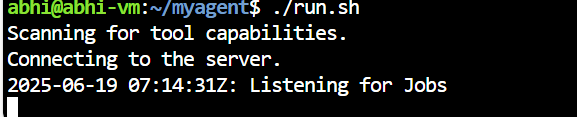 abhi@abhi-vm:~/myagent$ ./run.sh
Scanning for tool capabilities.
Connecting to the server.
2025-06-19 07:14:31Z: Listening for Jobs